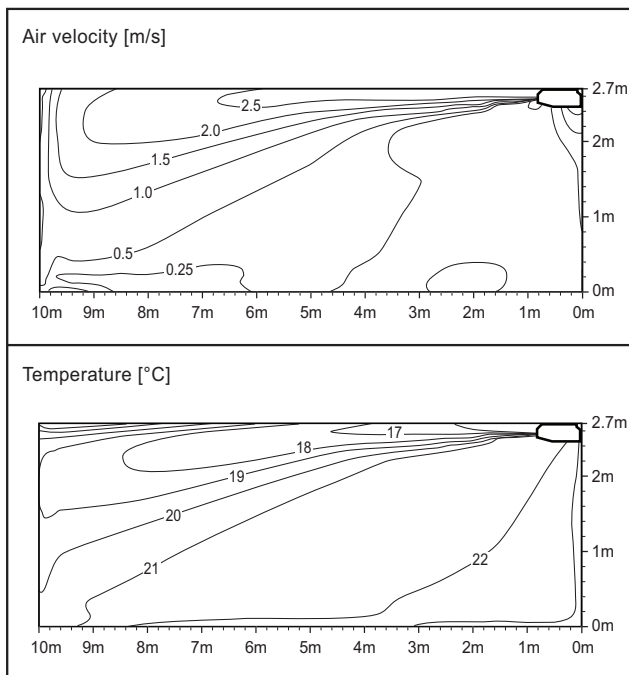 Air velocity [m/s]
2.7m
2.5
2.0
2m
1.5
1.0
1m
0.5
0.25
0m
10m 9m 8m 7m 6m 5m 4m 3m 2m 1m 0m
Temperature [°C]
2.7m
17
18
19
2m
20
1m
21
22
0m
10m 9m 8m 7m 6m 5m 4m 3m 2m 1m 0m